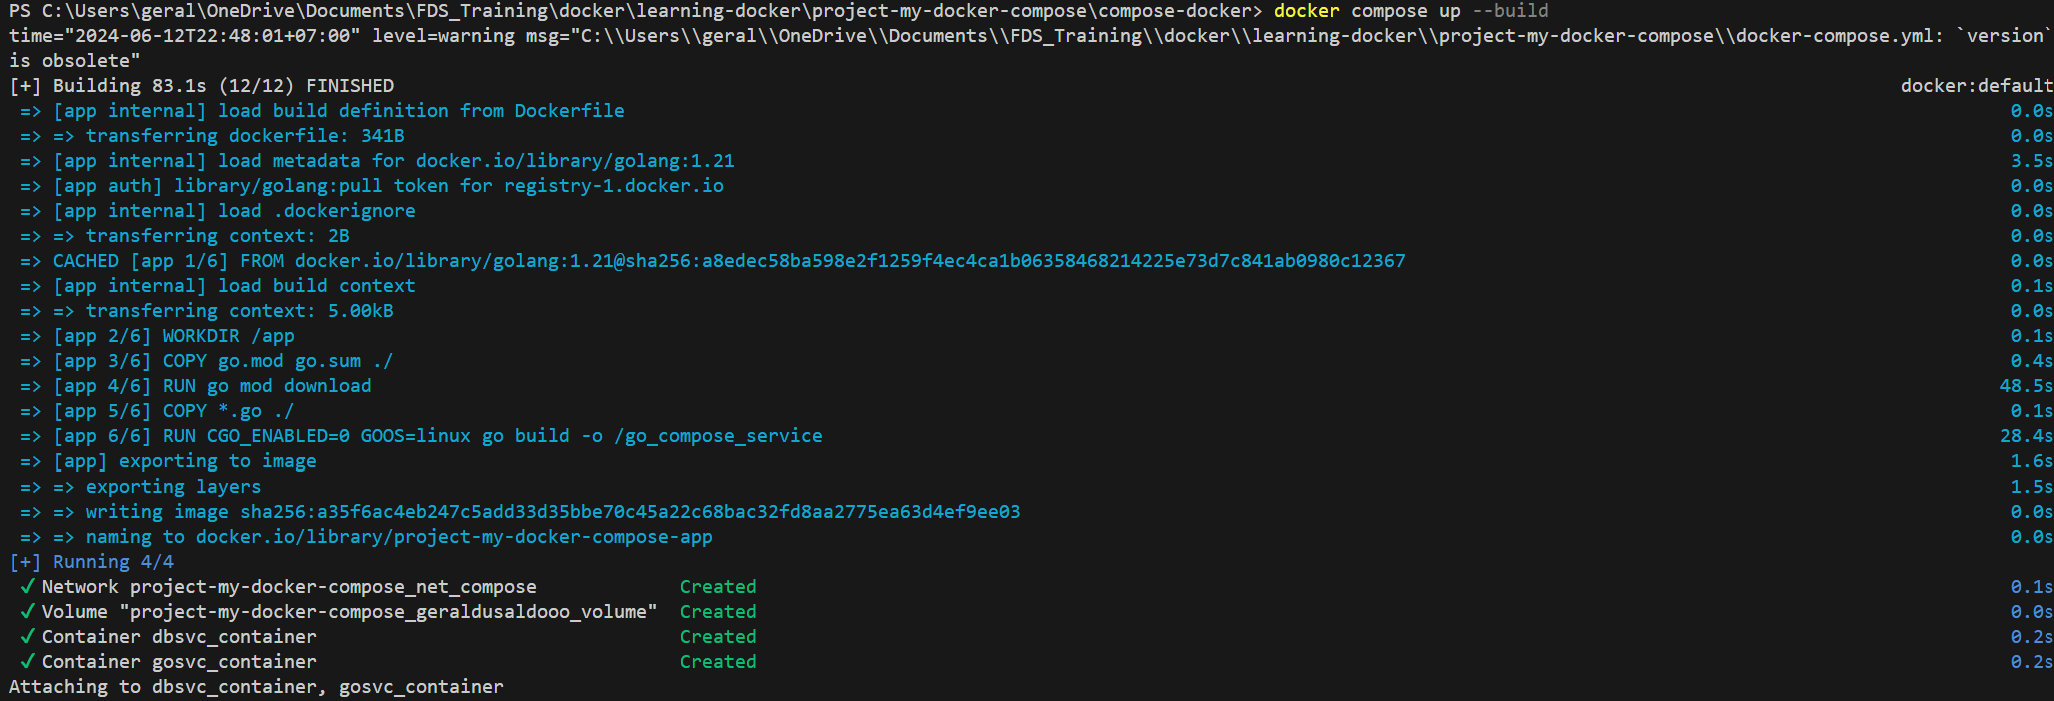 PS C:\Users\geral\OneDrive\Documents\FDS_Training\docker\learning-docker\project-my-docker-compose\compose-docker> docker compose up --build
time="2024-06-12T22:48:01+07:00" level=warning msg="C:\\Users\\geral\\OneDrive\\Documents\\FDS_Training\\docker\\learning-docker\\project-my-docker-compose\\docker-compose.yml: `version`
is obsolete"
[+] Building 83.1s (12/12) FINISHED docker:default
=> [app internal] load build definition from Dockerfile 0.0s
=> => transferring dockerfile: 341B 0.0s
=> [app internal] load metadata for docker.io/library/golang:1.21 3.5s
=> [app auth] library/golang:pull token for registry-1.docker.io 0.0s
=> [app internal] load .dockerignore 0.0s
=> => transferring context: 2B 0.0s
=> CACHED [app 1/6] FROM docker.io/library/golang:1.21@sha256:a8edec58ba598e2f1259f4ec4ca1b06358468214225e73d7c841ab0980c12367 0.0s
=> [app internal] load build context 0.1s
=> => transferring context: 5.00kB 0.0s
=> [app 2/6] WORKDIR /app 0.1s
=> [app 3/6] COPY go.mod go.sum ./ 0.4s
=> [app 4/6] RUN go mod download 48.5s
=> [app 5/6] COPY *.go ./ 0.1s
=> [app 6/6] RUN CGO_ENABLED=0 GOOS=linux go build -o /go_compose_service 28.4s
=> [app] exporting to image 1.6s
=> => exporting layers 1.5s
=> => writing image sha256:a35f6ac4eb247c5add33d35bbe70c45a22c68bac32fd8aa2775ea63d4ef9ee03 0.0s
=> => naming to docker.io/library/project-my-docker-compose-app 0.0s
[+] Running 4/4
✓ Network project-my-docker-compose_net_compose Created 0.1s
✓ Volume "project-my-docker-compose_geraldusaldooo_volume" Created 0.0s
✓ Container dbsvc_container Created 0.2s
✓ Container gosvc_container Created 0.2s
Attaching to dbsvc_container, gosvc_container